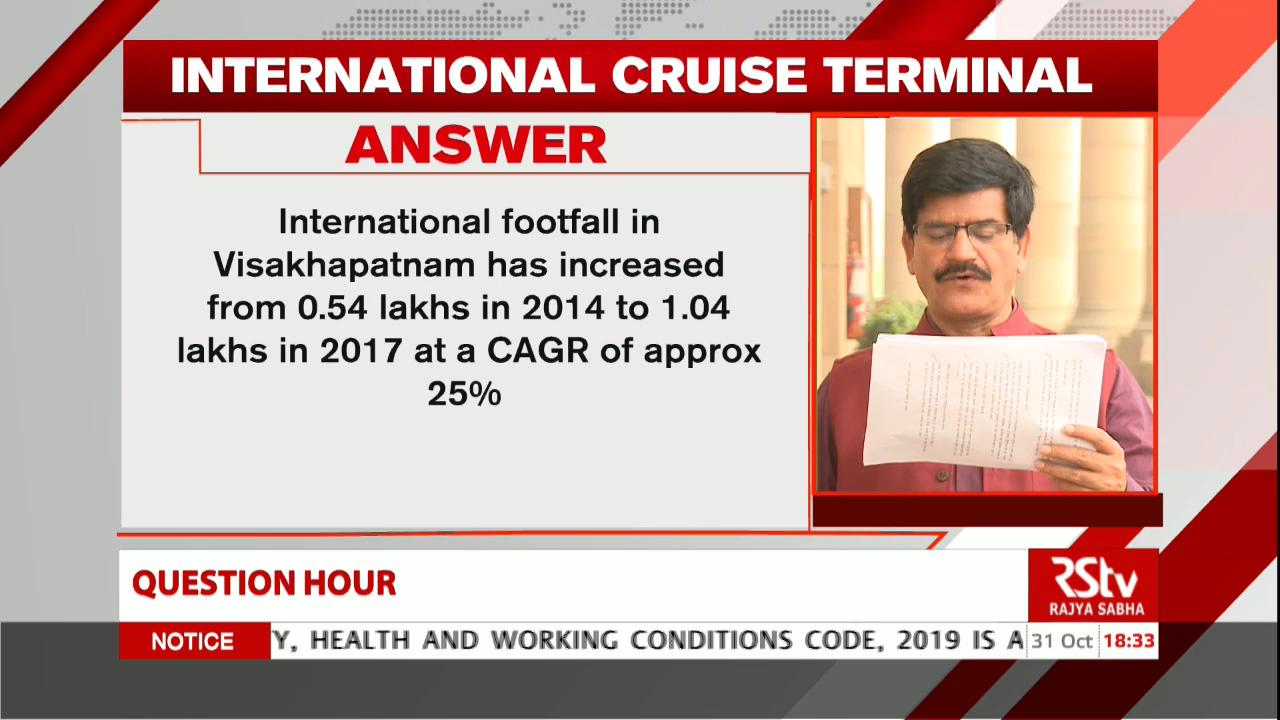 INTERNATIONAL CRUISE TERMINAL
ANSWER
International footfall in
Visakhapatnam has increased
from 0.54 lakhs in 2014 to 1.04
lakhs in 2017 at a CAGR of approx
25%
QUESTION HOUR
RStv
RAJYA SABHA
NOTICE
Y, HEALTH AND WORKING CONDITIONS CODE, 2019 IS A
31 Oct
18:33